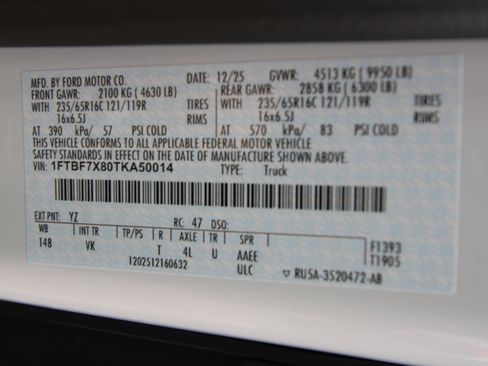 MFD. BY FORD MOTOR CO. DATE: 12/25 GVWR: 4513 KG ( 9950 LB)
FRONT GAWR: 2100 KG ( 4630 LB) REAR GAWR: 2858 KG ( 6300 LB)
WITH 235/65R16C 121/119R TIRES WITH 235/65R16C 121/119R TIRES
16x6.5J RIMS 16x6.5J RIMS
AT 390 kPa/ 57 PSI COLD AT 570 kPa/ 83 PSI COLD
THIS VEHICLE CONFORMS TO ALL APPLICABLE FEDERAL MOTOR VEHICLE
SAFETY STANDARDS IN EFFECT ON THE DATE OF MANUFACTURE SHOWN ABOVE.
VIN: 1FTBF7X80TKA50014 TYPE: Truck
EXT PNT: YZ RC: 47 DSO:
WB INT TR TP/PS R AXLE TR SPR
148 VK T 4L U AAEE
ULC
1202512160632
F1393
T1905
RU5A-3520472-AB